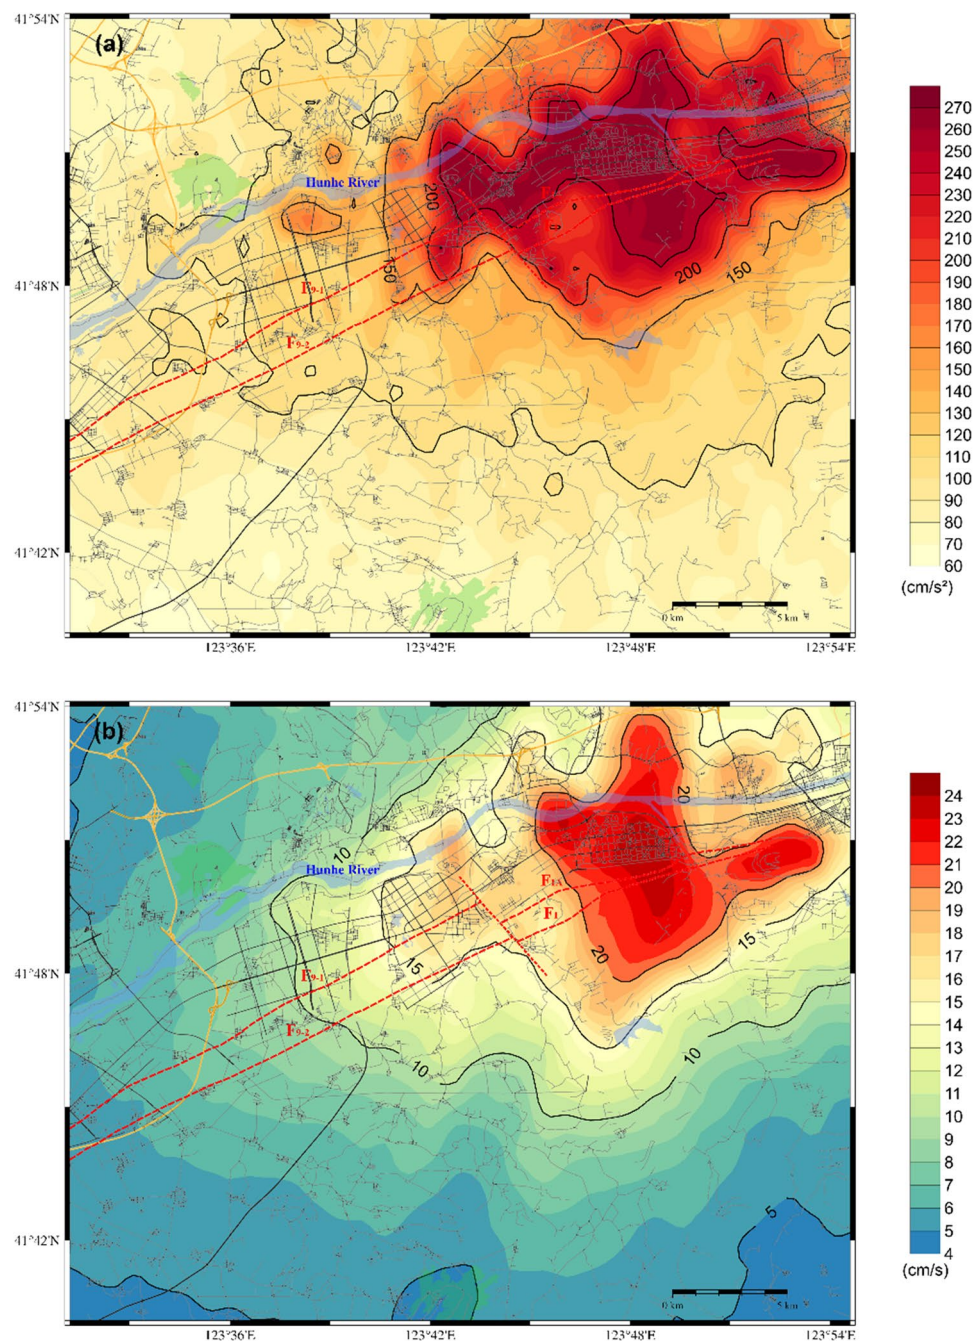 41°54'N
(a)
Hunhe River
200
150
41°48'N
F9-1
F9-2
200
150
41°42'N
0 km
5 km
123°36'E
123°42'E
123°48'E
123°54'E
270
260
250
240
230
220
210
200
190
180
170
160
150
140
130
120
110
100
90
80
70
60
(cm/s²)
41°54'N
(b)
20
10
Hunhe River
F1A
F1
15
20
15
41°48'N
F9-1
F9-2
10
10
5
41°42'N
0 km
5 km
123°36'E
123°42'E
123°48'E
123°54'E
24
23
22
21
20
19
18
17
16
15
14
13
12
11
10
9
8
7
6
5
4
(cm/s)